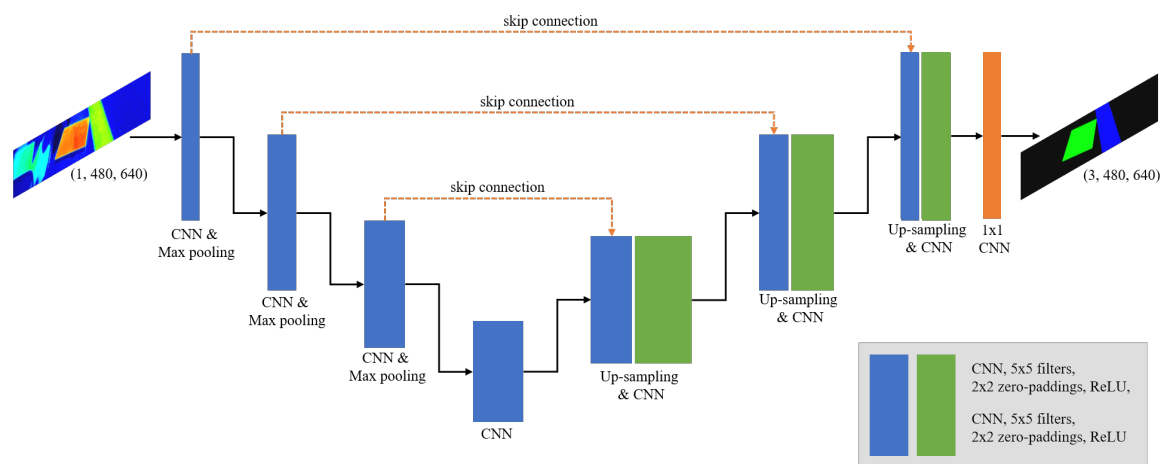 skip connection
skip connection
skip connection
(1, 480, 640)
(3, 480, 640)
CNN &
Max pooling
CNN &
Max pooling
CNN &
Max pooling
CNN
Up-sampling
& CNN
Up-sampling
& CNN
Up-sampling
& CNN
1x1
CNN
CNN, 5x5 filters,
2x2 zero-paddings, ReLU,
CNN, 5x5 filters,
2x2 zero-paddings, ReLU